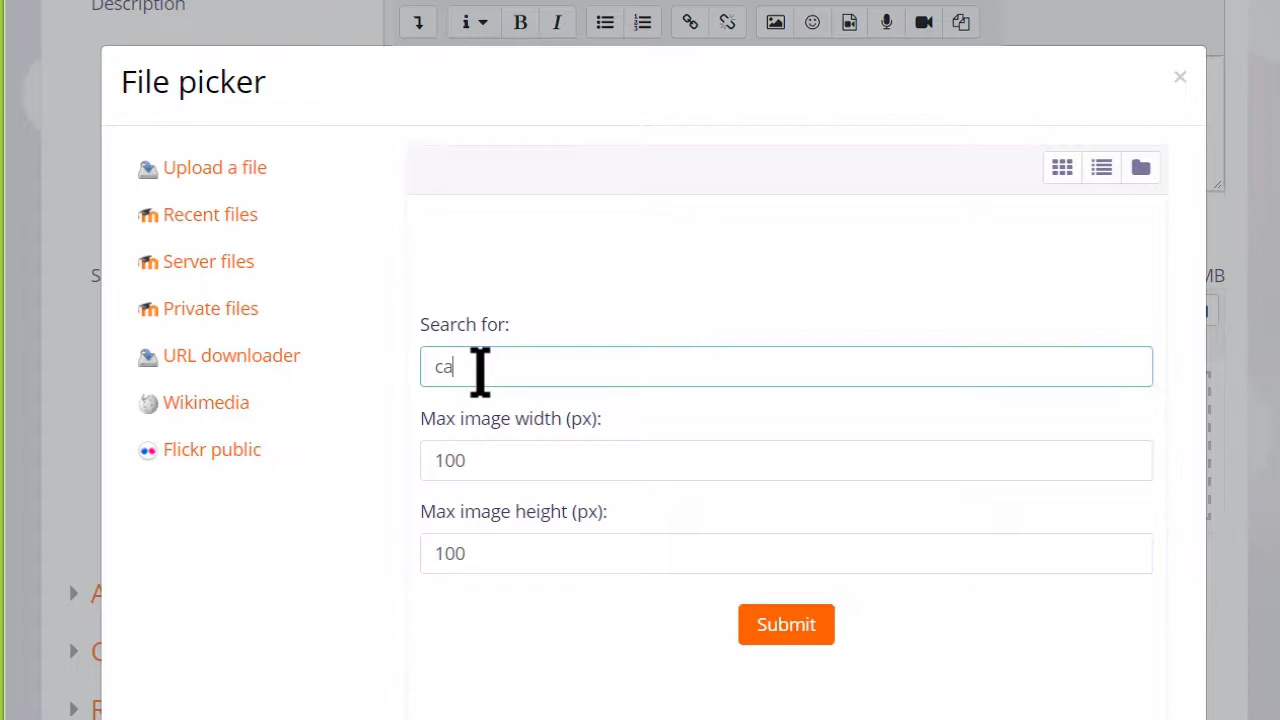 Description
i B I
File picker
×
Upload a file
Recent files
Server files
Private files
URL downloader
Wikimedia
Flickr public
S
MB
Search for:
ca
Max image width (px):
100
Max image height (px):
100
Submit